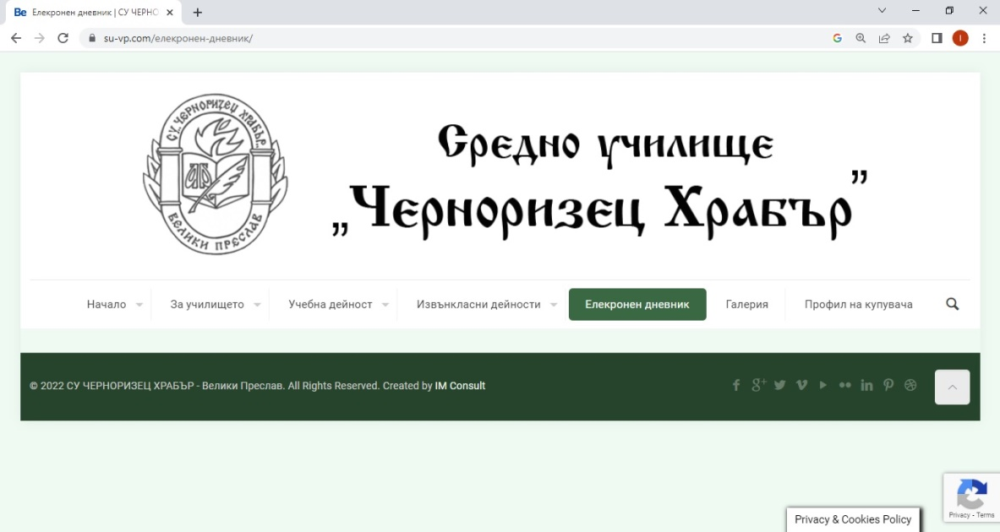 Be Елекронен дневник | СУ ЧЕРНО
su-vp.com/елекронен-дневник/
G
I
СУ „ЧЕРНОРИЗЕЦ ХРАБЪР„
ВЕЛИКИ ПРЕСЛАВ
Средно училище
„Черноризец Храбър”
Начало За училището Учебна дейност Извънкласни дейности Елекронен дневник Галерия Профил на купувача
© 2022 СУ ЧЕРНОРИЗЕЦ ХРАБЪР - Велики Преслав. All Rights Reserved. Created by IM Consult
Privacy - Terms
Privacy & Cookies Policy